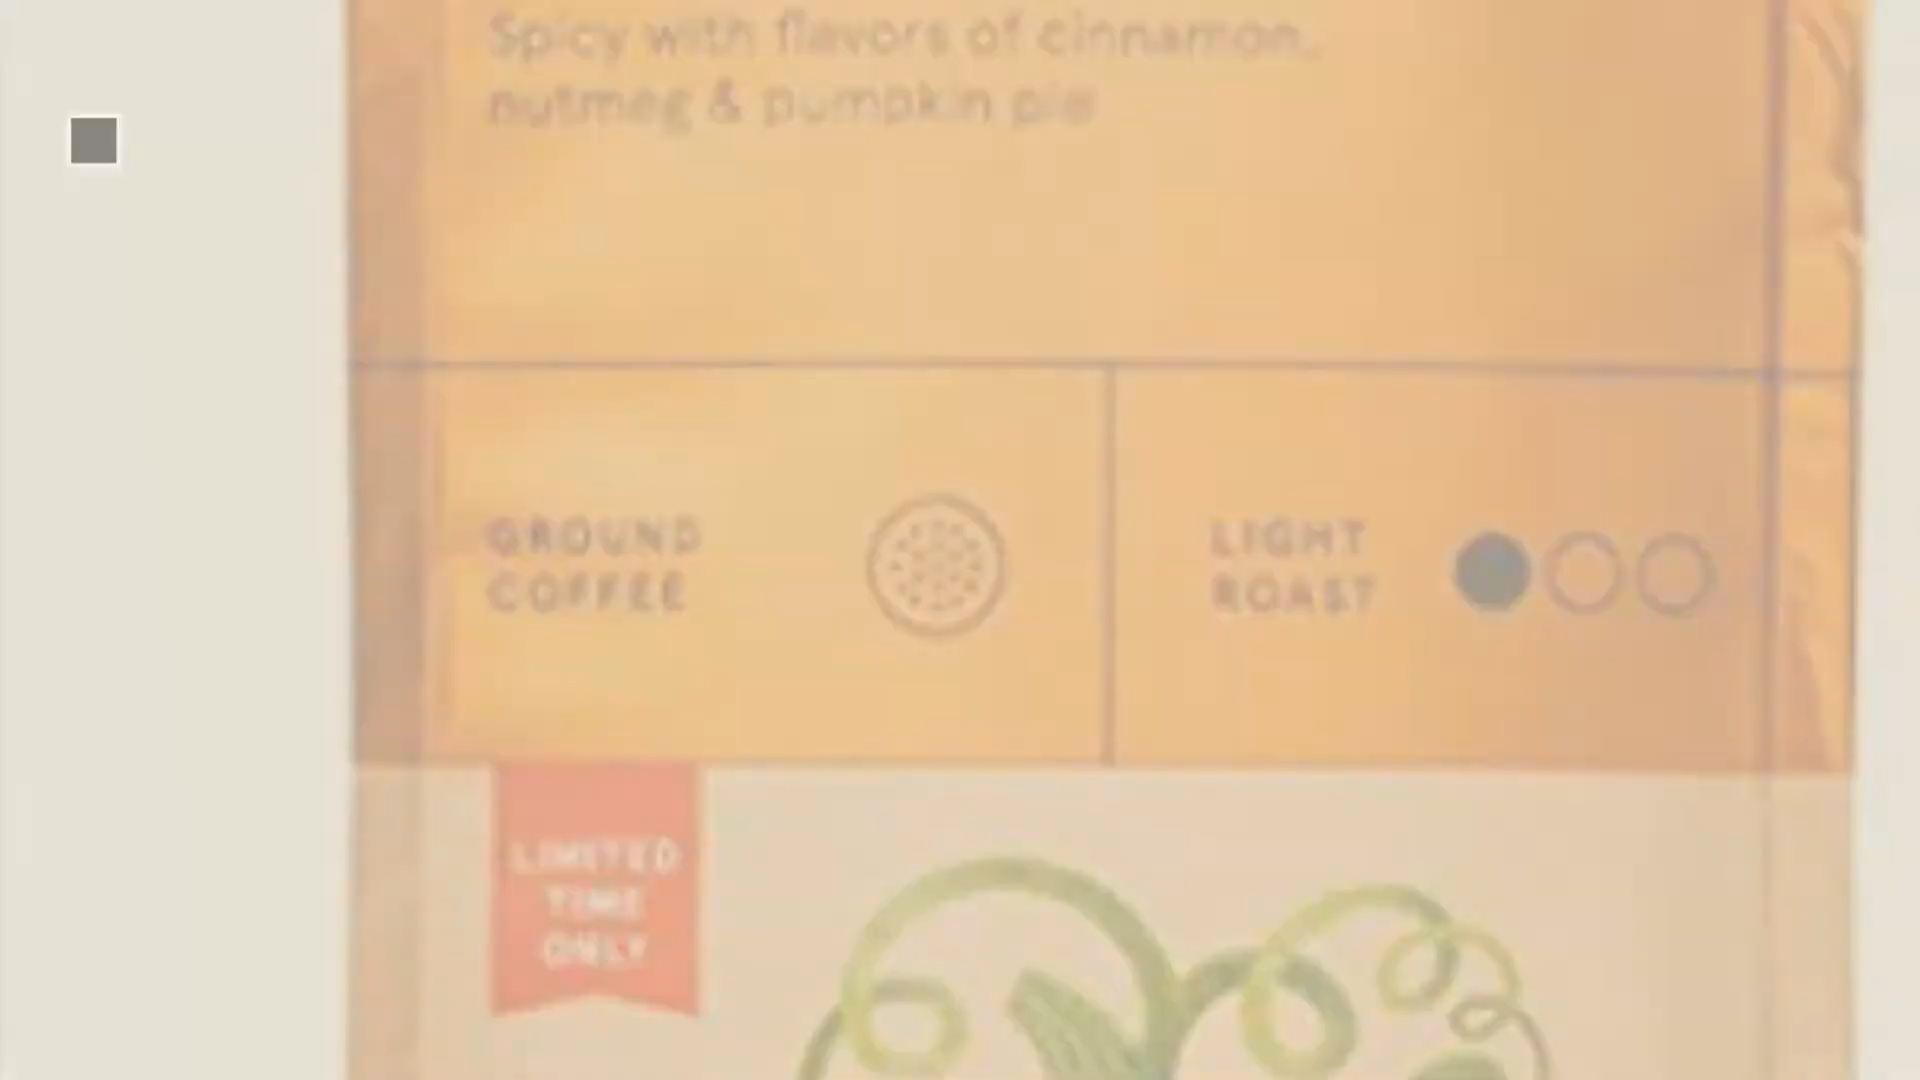 Spicy with flavors of cinnamon,
nutmeg & pumpkin pie
GROUND
COFFEE
LIGHT
ROAST
LIMITED
TIME
ONLY